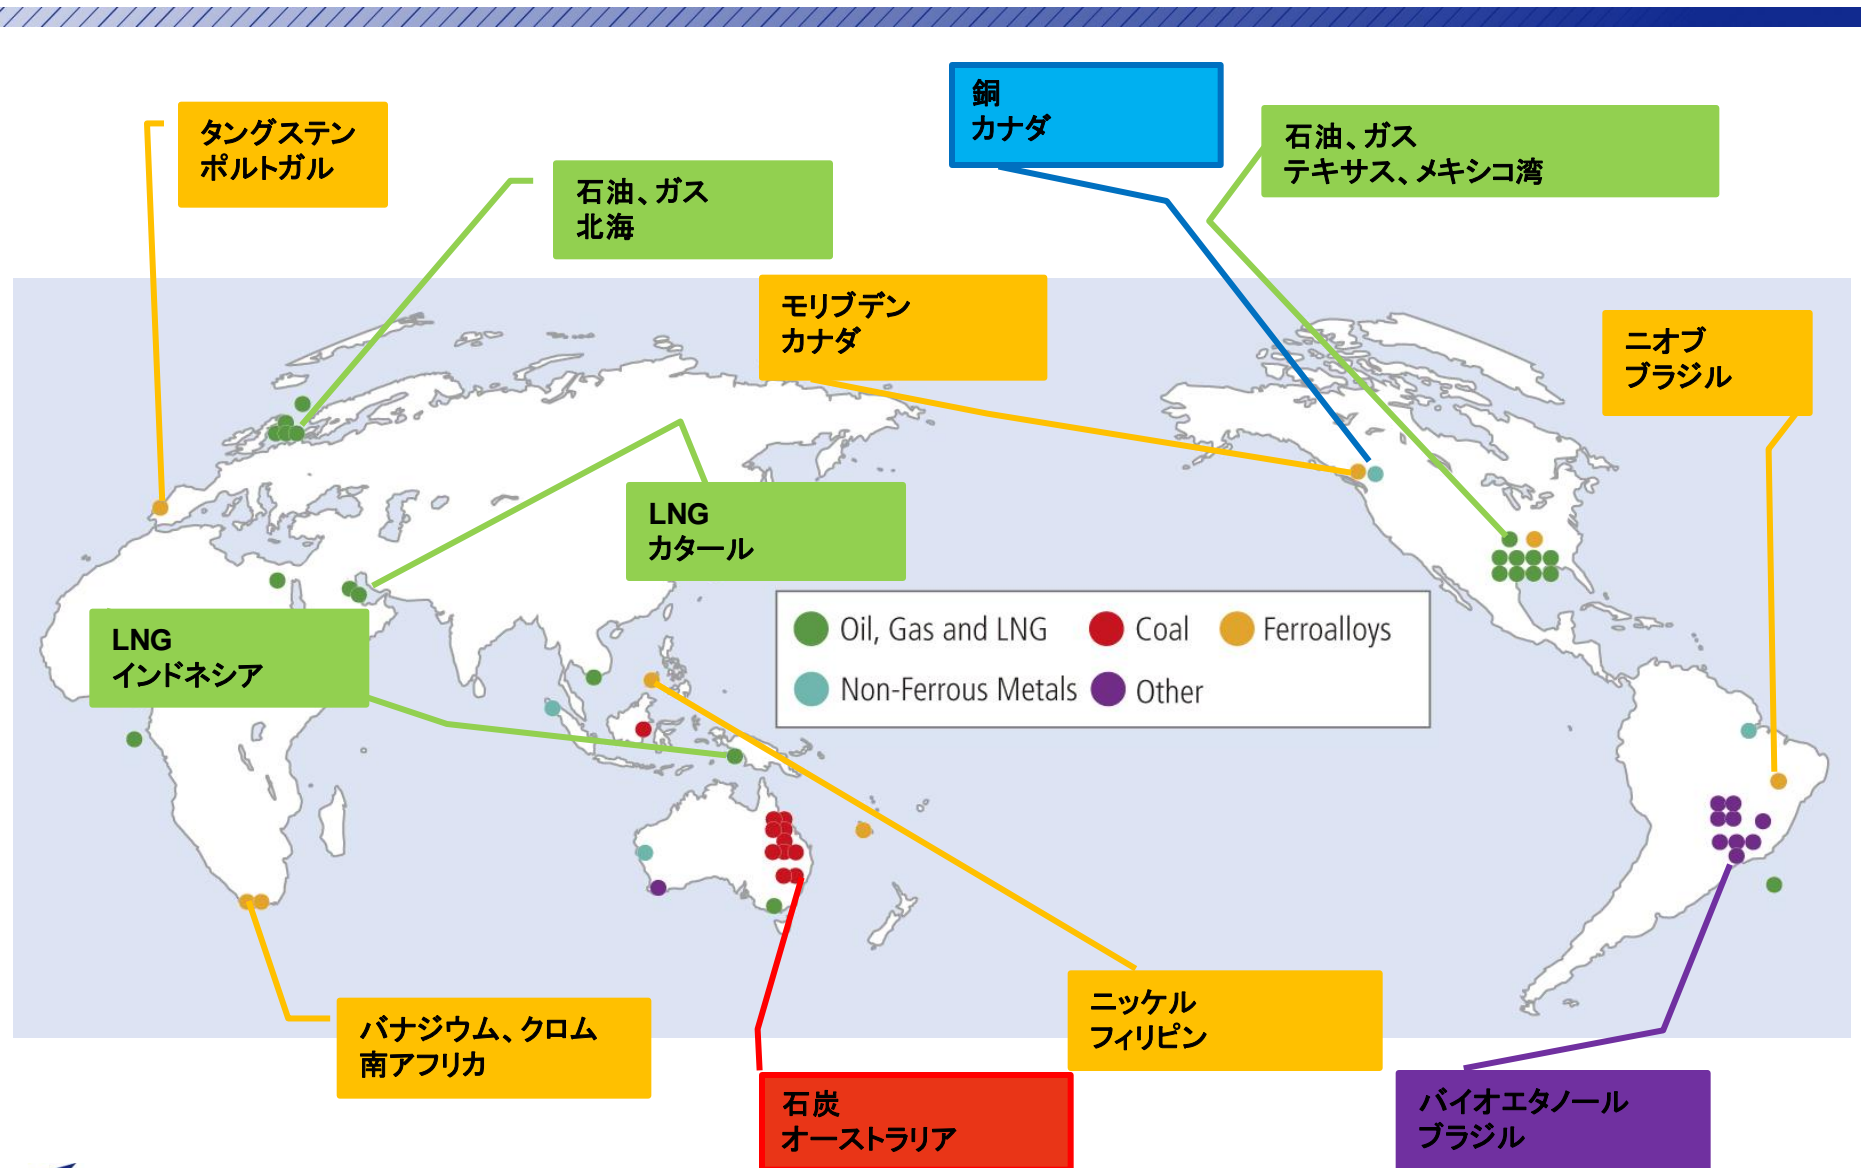 銅
カナダ
タングステン
ポルトガル
石油、ガス
テキサス、メキシコ湾
石油、ガス
北海
モリブデン
カナダ
ニオブ
ブラジル
LNG
カタール
LNG
インドネシア
Oil, Gas and LNG
Coal
Ferroalloys
Non-Ferrous Metals
Other
ニッケル
フィリピン
バナジウム、クロム
南アフリカ
石炭
オーストラリア
バイオエタノール
ブラジル